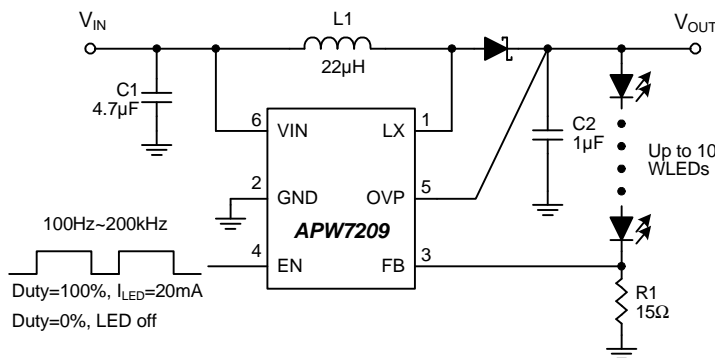 VIN
L1
VOUT
22μH
C1
4.7μF
6
VIN
LX
1
C2
1μF
Up to 10
WLEDs
2
GND
OVP
5
100Hz~200kHz
APW7209
4
EN
FB
3
Duty=100%, ILED=20mA
Duty=0%, LED off
R1
15Ω